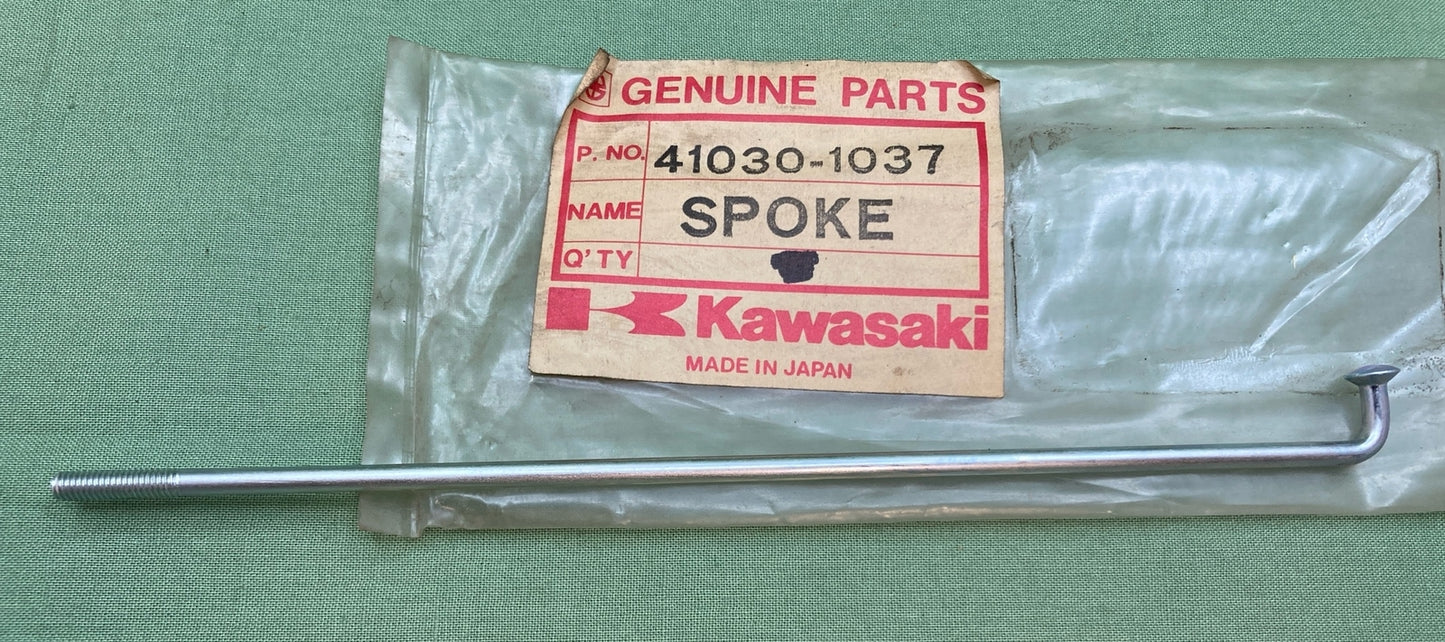 GENUINE PARTS
P. NO. 41030-1037
NAME SPOKE
Q'TY
Kawasaki
MADE IN JAPAN